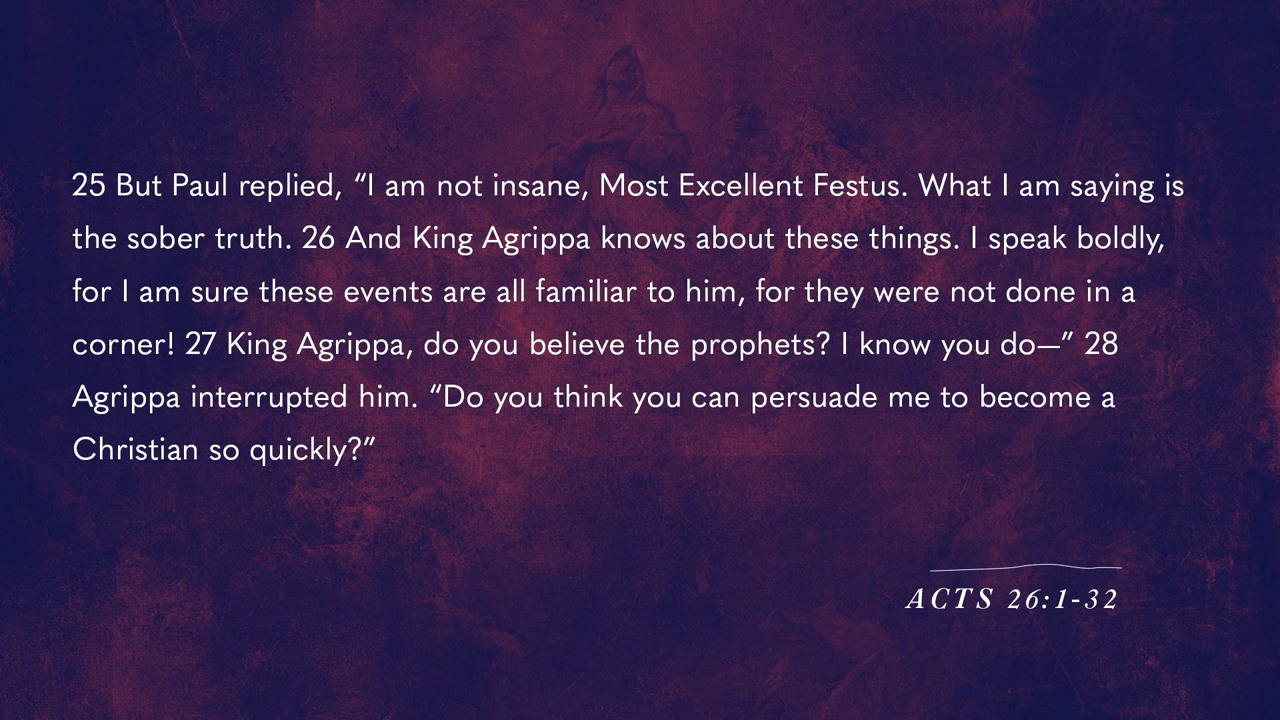 25 But Paul replied, “I am not insane, Most Excellent Festus. What I am saying is
the sober truth. 26 And King Agrippa knows about these things. I speak boldly,
for I am sure these events are all familiar to him, for they were not done in a
corner! 27 King Agrippa, do you believe the prophets? I know you do—” 28
Agrippa interrupted him. “Do you think you can persuade me to become a
Christian so quickly?”
ACTS 26:1-32